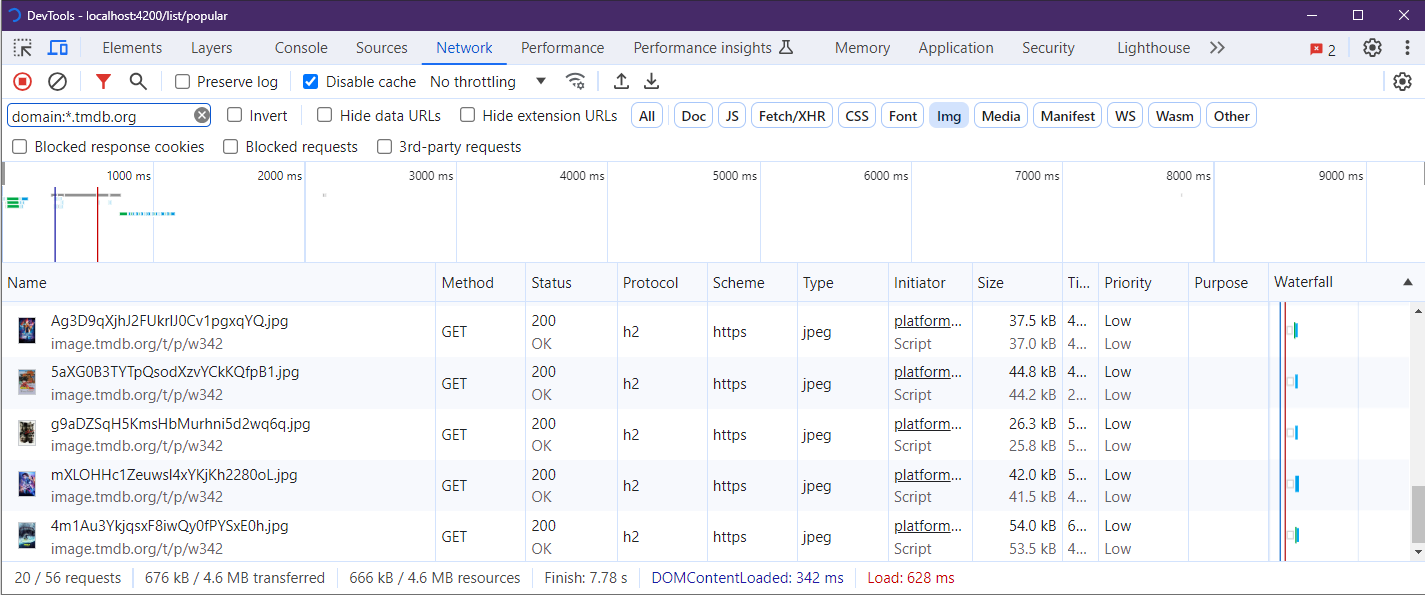 DevTools - localhost:4200/list/popular
Elements Layers Console Sources Network Performance Performance insights Memory Application Security Lighthouse 2
Preserve log Disable cache No throttling
domain:*.tmdb.org Invert Hide data URLs Hide extension URLs All Doc JS Fetch/XHR CSS Font Img Media Manifest WS Wasm Other
Blocked response cookies Blocked requests 3rd-party requests
1000 ms 2000 ms 3000 ms 4000 ms 5000 ms 6000 ms 7000 ms 8000 ms 9000 ms
Name Method Status Protocol Scheme Type Initiator Size Ti... Priority Purpose Waterfall
Ag3D9qXjhJ2FUkrlJ0Cv1pgxqYQ.jpg GET 200 h2 https jpeg platform... 37.5 kB 4... Low
image.tmdb.org/t/p/w342 OK Script 37.0 kB 4... Low
5aXG0B3TYTpQsodXzvYCkKQfpB1.jpg GET 200 h2 https jpeg platform... 44.8 kB 4... Low
image.tmdb.org/t/p/w342 OK Script 44.2 kB 2... Low
g9aDZSqH5KmsHbMurhni5d2wq6q.jpg GET 200 h2 https jpeg platform... 26.3 kB 5... Low
image.tmdb.org/t/p/w342 OK Script 25.8 kB 5... Low
mXLOHHc1Zeuwsl4xYKjKh2280oL.jpg GET 200 h2 https jpeg platform... 42.0 kB 5... Low
image.tmdb.org/t/p/w342 OK Script 41.5 kB 4... Low
4m1Au3YkjqsxF8iwQy0fPYSxE0h.jpg GET 200 h2 https jpeg platform... 54.0 kB 6... Low
image.tmdb.org/t/p/w342 OK Script 53.5 kB 4... Low
20 / 56 requests 676 kB / 4.6 MB transferred 666 kB / 4.6 MB resources Finish: 7.78 s DOMContentLoaded: 342 ms Load: 628 ms